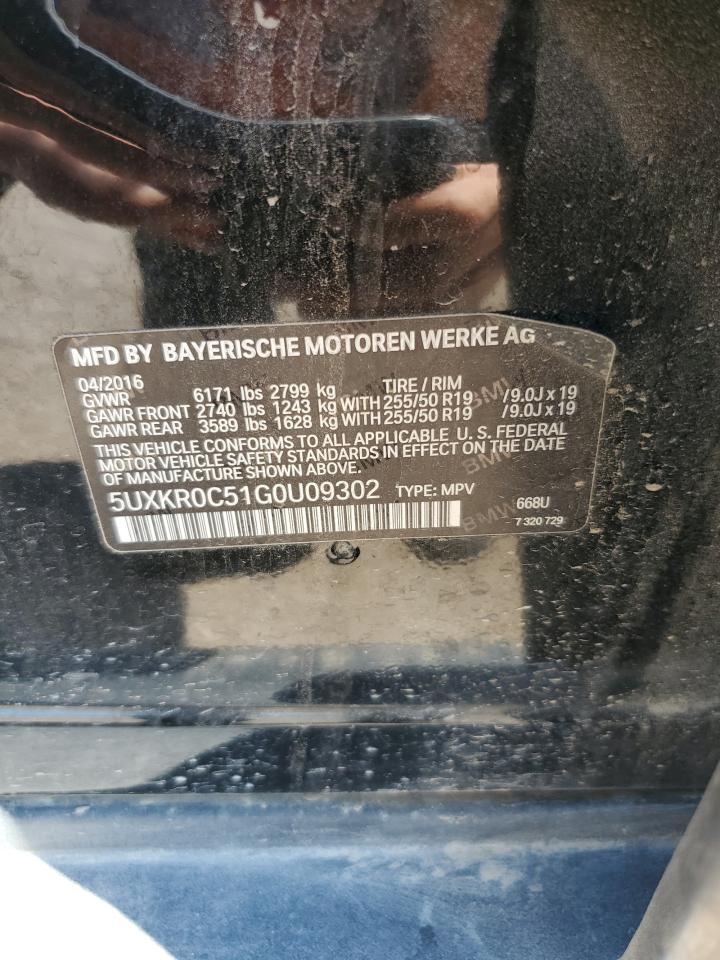 MFD BY BAYERISCHE MOTOREN WERKE AG
04/2016 TIRE / RIM
GVWR 6171 lbs 2799 kg
GAWR FRONT 2740 lbs 1243 kg WITH 255/50 R19 /9.0J x 19
GAWR REAR 3589 lbs 1628 kg WITH 255/50 R19 /9.0J x 19
THIS VEHICLE CONFORMS TO ALL APPLICABLE U. S. FEDERAL
MOTOR VEHICLE SAFETY STANDARDS IN EFFECT ON THE DATE
OF MANUFACTURE SHOWN ABOVE.
5UXKR0C51G0U09302 TYPE: MPV 668U
7 320 729
BMW
BMW
BMW